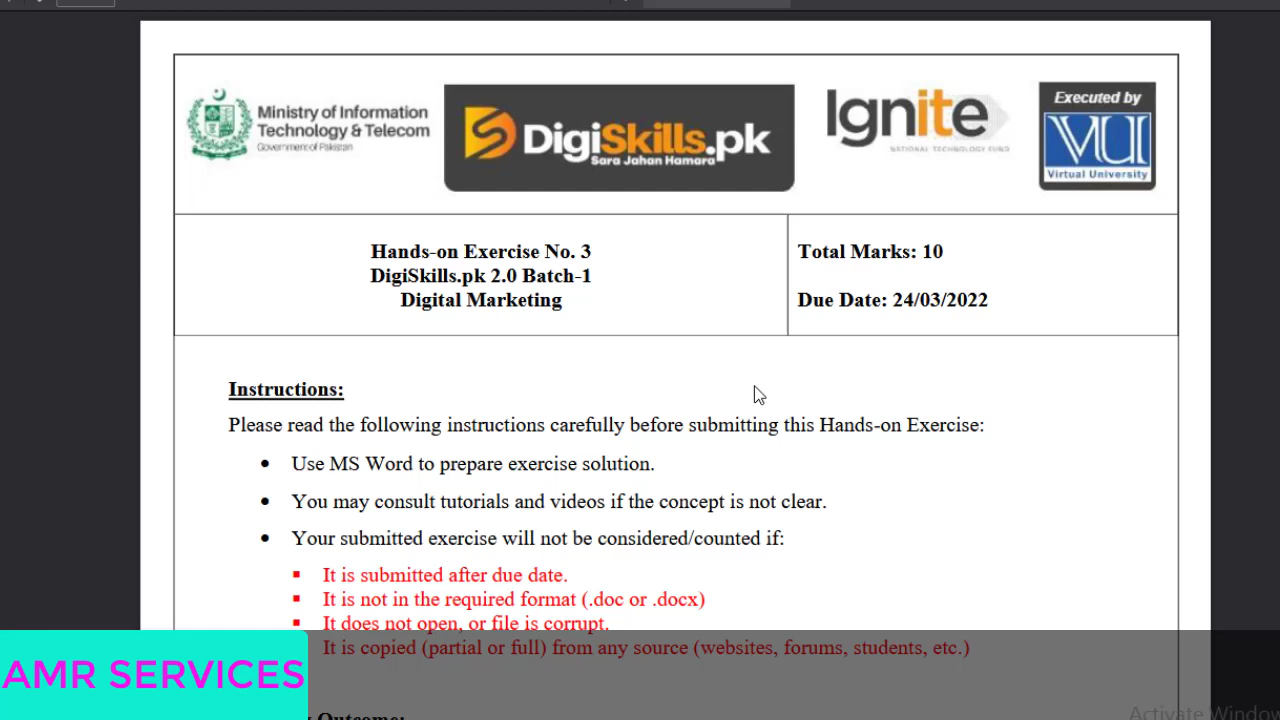 Ministry of Information
Technology & Telecom
Government of Pakistan
DigiSkills.pk
Sara Jahan Hamara
Ignite
NATIONAL TECHNOLOGY FUND
Executed by
VU
Virtual University
Hands-on Exercise No. 3
DigiSkills.pk 2.0 Batch-1
Digital Marketing
Total Marks: 10
Due Date: 24/03/2022
Instructions:
Please read the following instructions carefully before submitting this Hands-on Exercise:
• Use MS Word to prepare exercise solution.
• You may consult tutorials and videos if the concept is not clear.
• Your submitted exercise will not be considered/counted if:
▪ It is submitted after due date.
▪ It is not in the required format (.doc or .docx)
▪ It does not open, or file is corrupt.
It is copied (partial or full) from any source (websites, forums, students, etc.)
AMR SERVICES
Outcome:
Activate Window